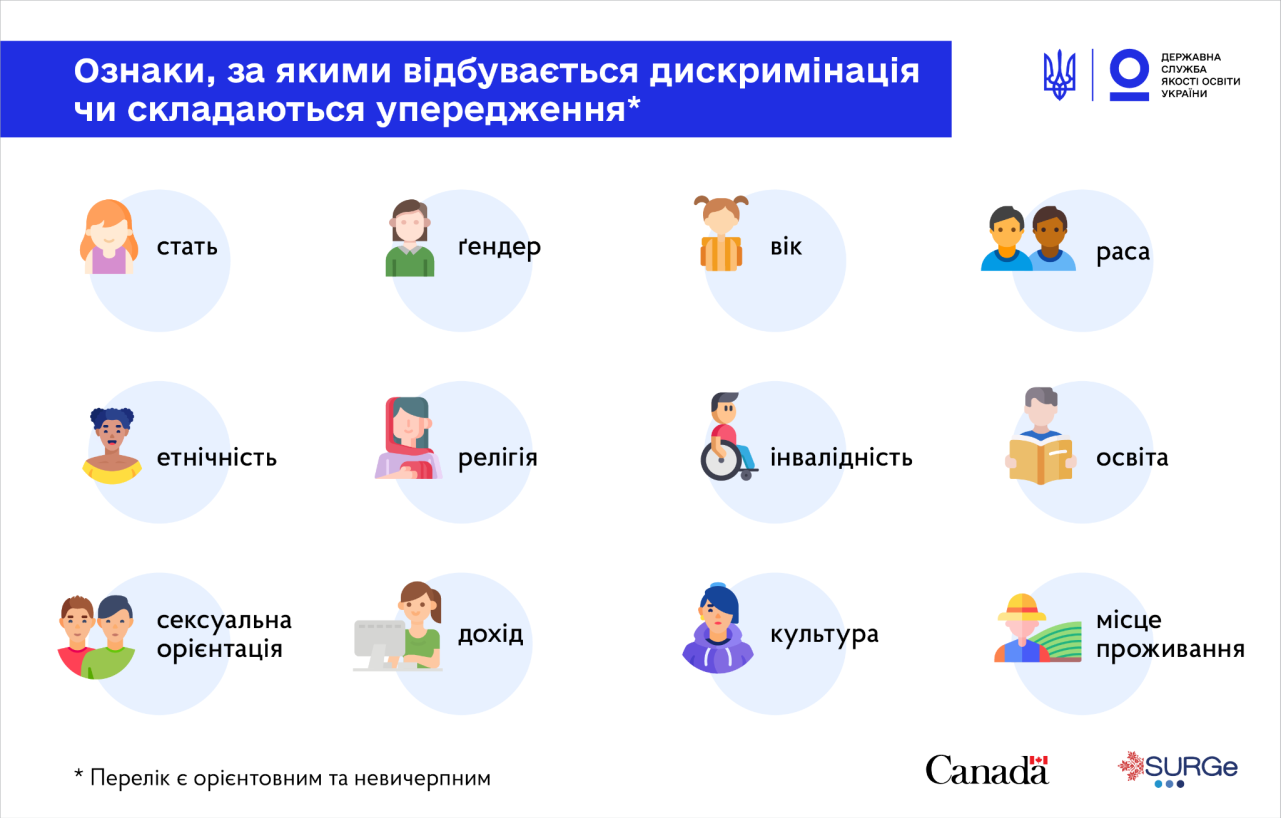 Ознаки, за якими відбувається дискримінація
чи складаються упередження*
ДЕРЖАВНА
СЛУЖБА
ЯКОСТІ ОСВІТИ
УКРАЇНИ
стать
ґендер
вік
раса
етнічність
релігія
інвалідність
освіта
сексуальна
орієнтація
дохід
культура
місце
проживання
* Перелік є орієнтовним та невичерпним
Canada
SURGe